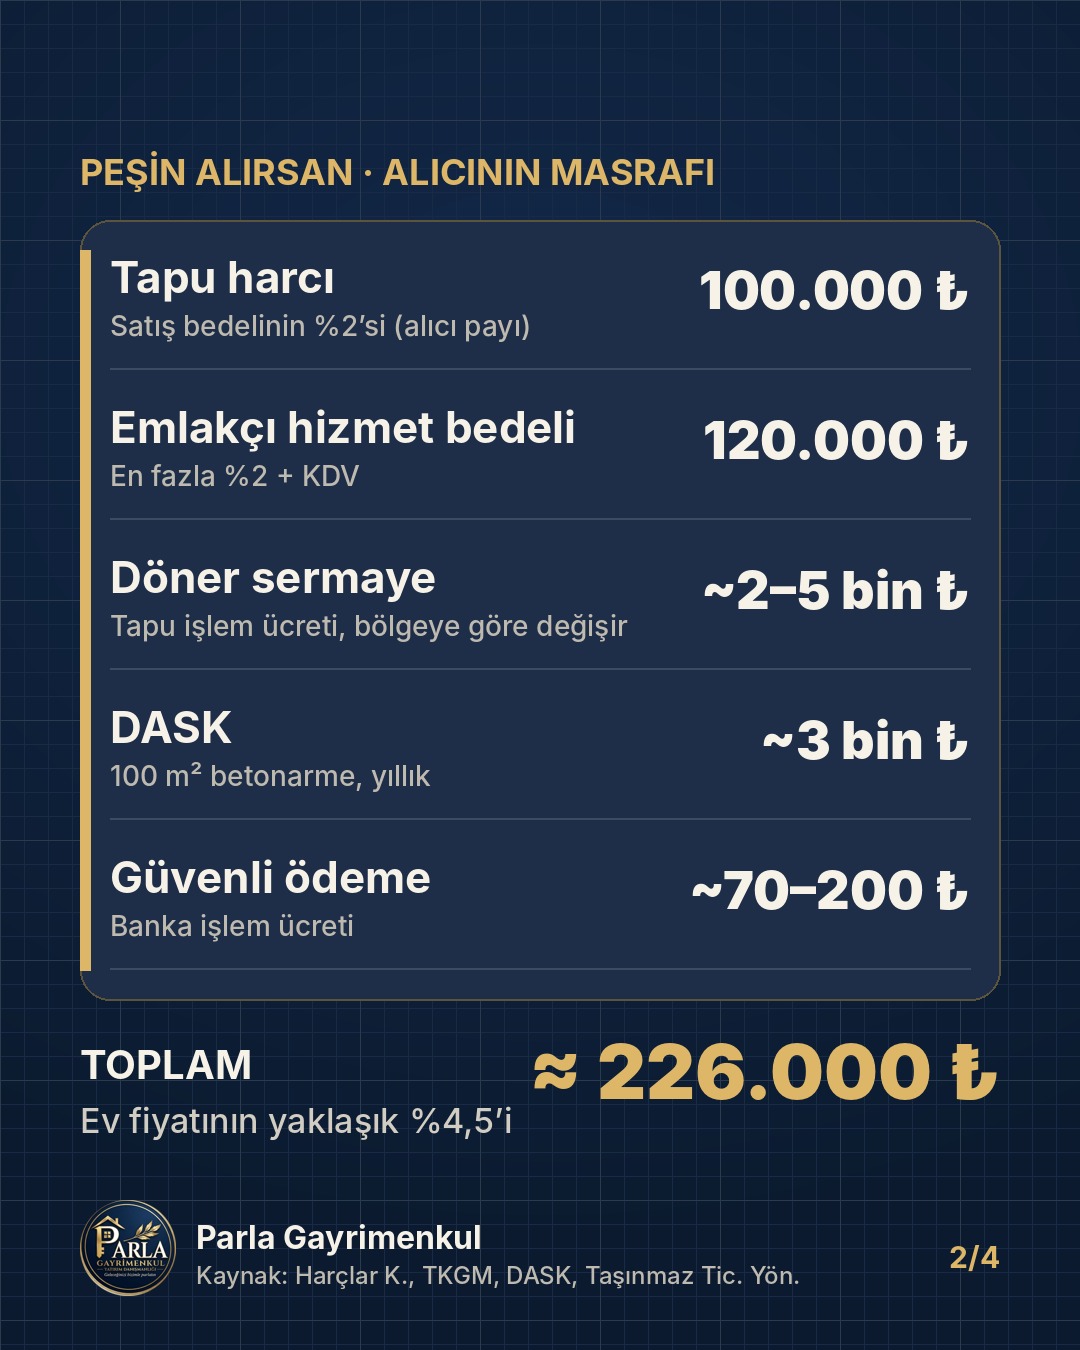 PEŞİN ALIRSAN · ALICININ MASRAFI
Tapu harcı
100.000 ₺
Satış bedelinin %2’si (alıcı payı)
Emlakçı hizmet bedeli
120.000 ₺
En fazla %2 + KDV
Döner sermaye
~2–5 bin ₺
Tapu işlem ücreti, bölgeye göre değişir
DASK
~3 bin ₺
100 m² betonarme, yıllık
Güvenli ödeme
~70–200 ₺
Banka işlem ücreti
TOPLAM
≈ 226.000 ₺
Ev fiyatının yaklaşık %4,5’i
PARLA
GAYRİMENKUL
Parla Gayrimenkul
Kaynak: Harçlar K., TKGM, DASK, Taşınmaz Tic. Yön.
2/4